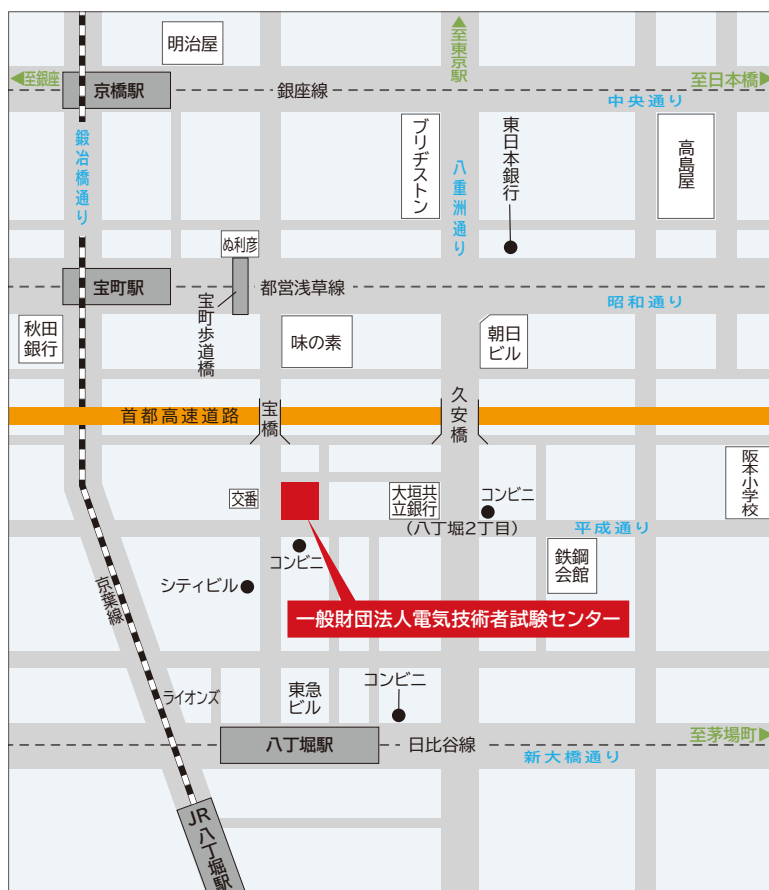 明治屋
▲至東京駅
◀至銀座
京橋駅
銀座線
中央通り
至日本橋▶
鍛冶橋通り
ブリヂストン
八重洲通り
東日本銀行
高島屋
ぬ利彦
宝町駅
都営浅草線
昭和通り
宝町歩道橋
秋田
銀行
味の素
朝日
ビル
首都高速道路
宝橋
久安橋
阪本小学校
交番
大垣共
立銀行
コンビニ
(八丁堀2丁目)
平成通り
コンビニ
鉄鋼
会館
シティビル
京葉線
一般財団法人電気技術者試験センター
ライオンズ
東急
ビル
コンビニ
八丁堀駅
日比谷線
至茅場町▶
新大橋通り
JR八丁堀駅